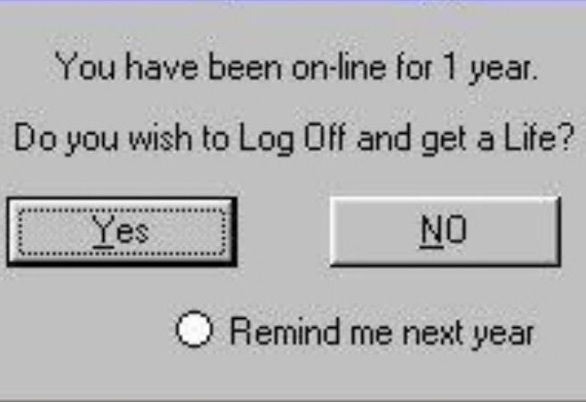 You have been on-line for 1 year.
Do you wish to Log Off and get a Life?
Yes NO
Remind me next year